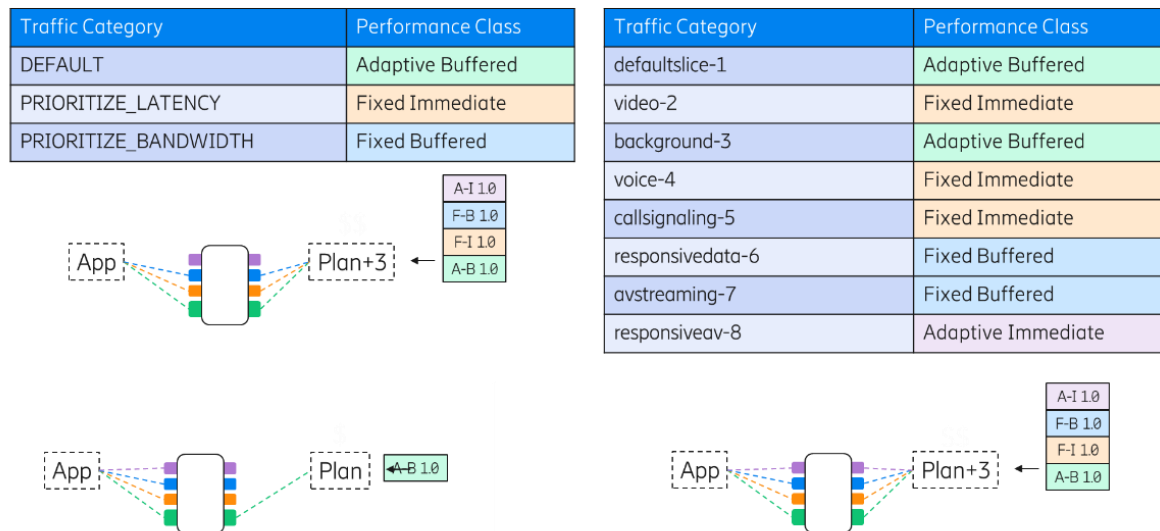 Traffic Category Performance Class
DEFAULT Adaptive Buffered
PRIORITIZE_LATENCY Fixed Immediate
PRIORITIZE_BANDWIDTH Fixed Buffered
A-I 1.0
F-B 1.0
F-I 1.0
A-B 1.0
App
Plan+3
App
Plan
A-B 1.0
Traffic Category Performance Class
defaultslice-1 Adaptive Buffered
video-2 Fixed Immediate
background-3 Adaptive Buffered
voice-4 Fixed Immediate
callsignaling-5 Fixed Immediate
responsivedata-6 Fixed Buffered
avstreaming-7 Fixed Buffered
responsiveav-8 Adaptive Immediate
A-I 1.0
F-B 1.0
F-I 1.0
A-B 1.0
App
Plan+3